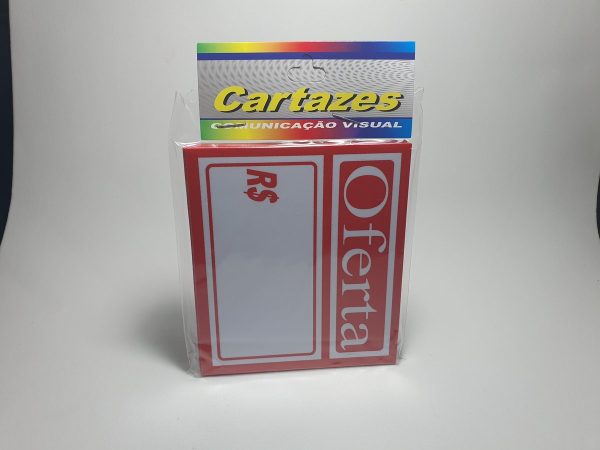 Cartazes
COMUNICAÇÃO VISUAL
Oferta
R$